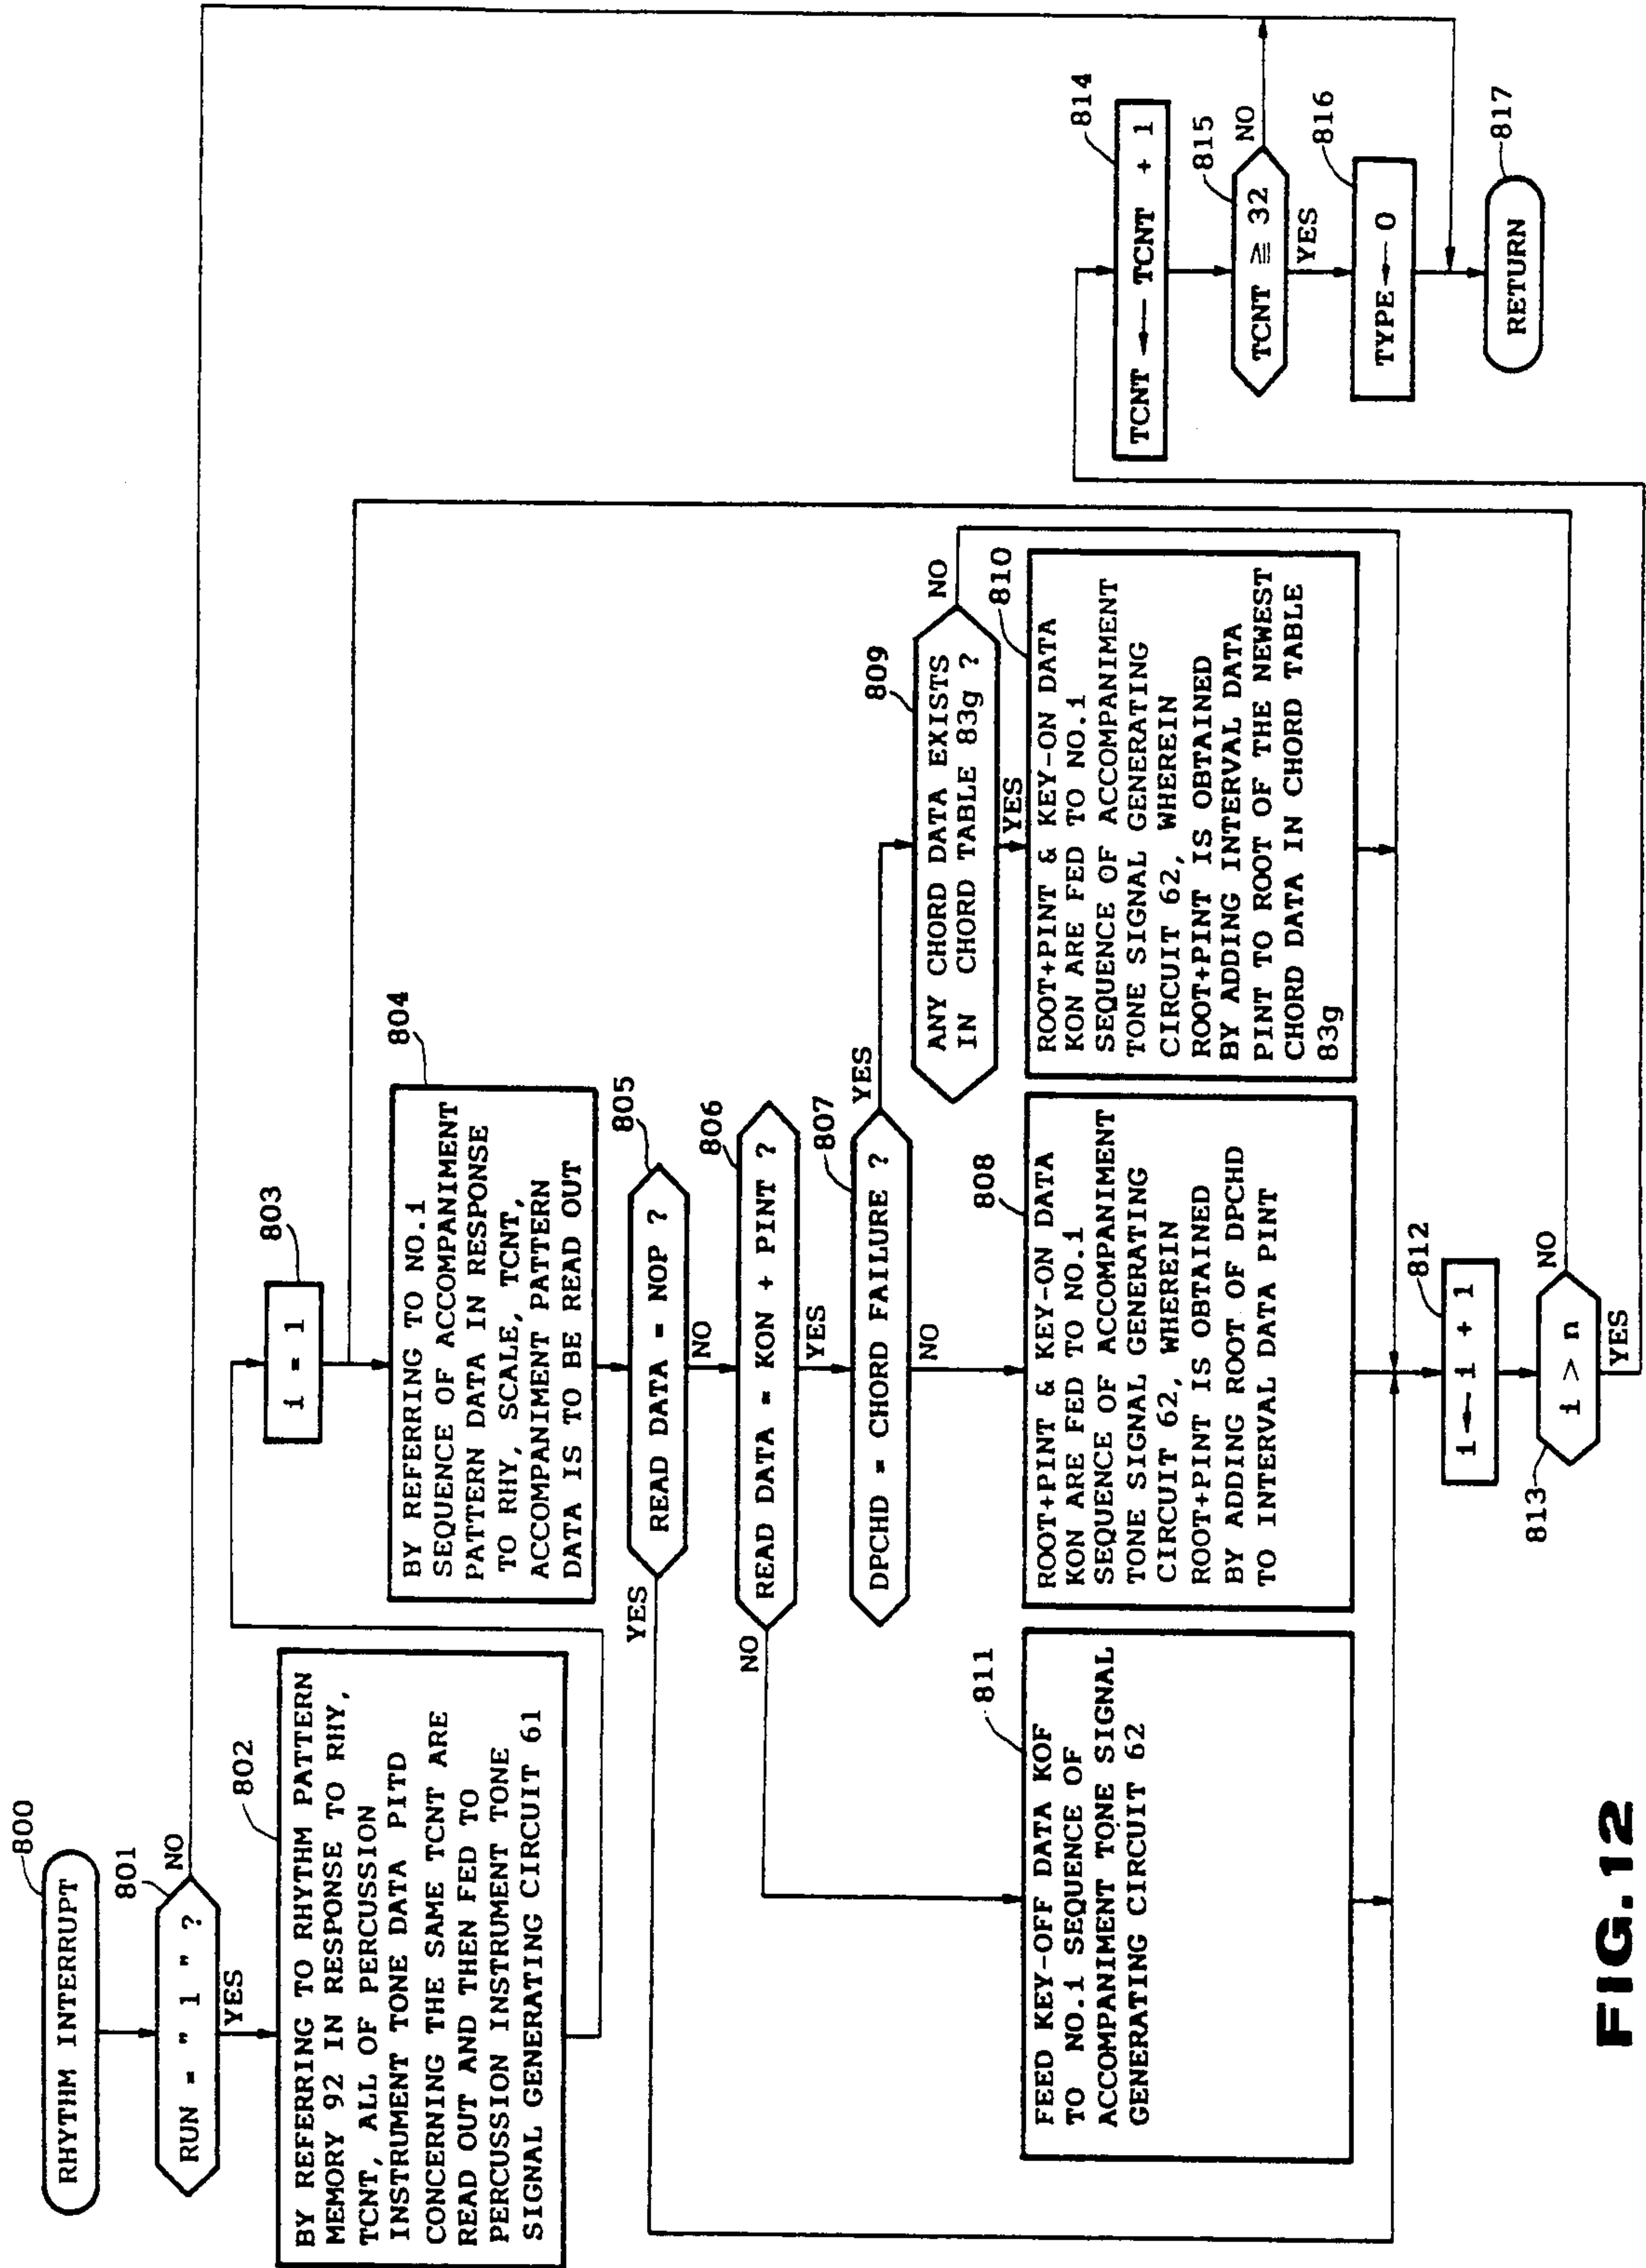 800
RHYTHM INTERRUPT
801
RUN = "1" ?
NO
YES
802
BY REFERRING TO RHYTHM PATTERN
MEMORY 92 IN RESPONSE TO RHY,
TCNT, ALL OF PERCUSSION
INSTRUMENT TONE DATA PITD
CONCERNING THE SAME TCNT ARE
READ OUT AND THEN FED TO
PERCUSSION INSTRUMENT TONE
SIGNAL GENERATING CIRCUIT 61
803
i = 1
804
BY REFERRING TO NO.i
SEQUENCE OF ACCOMPANIMENT
PATTERN DATA IN RESPONSE
TO RHY, SCALE, TCNT,
ACCOMPANIMENT PATTERN
DATA IS TO BE READ OUT
805
READ DATA = NOP ?
YES
NO
806
READ DATA = KON + PINT ?
NO
YES
807
DPCHD = CHORD FAILURE ?
YES
NO
808
ROOT+PINT & KEY-ON DATA
KON ARE FED TO NO.i
SEQUENCE OF ACCOMPANIMENT
TONE SIGNAL GENERATING
CIRCUIT 62, WHEREIN
ROOT+PINT IS OBTAINED
BY ADDING ROOT OF DPCHD
TO INTERVAL DATA PINT
809
ANY CHORD DATA EXISTS
IN CHORD TABLE 83g ?
NO
YES
810
ROOT+PINT & KEY-ON DATA
KON ARE FED TO NO.i
SEQUENCE OF ACCOMPANIMENT
TONE SIGNAL GENERATING
CIRCUIT 62, WHEREIN
ROOT+PINT IS OBTAINED
BY ADDING INTERVAL DATA
PINT TO ROOT OF THE NEWEST
CHORD DATA IN CHORD TABLE
83g
811
FEED KEY-OFF DATA KOF
TO NO.i SEQUENCE OF
ACCOMPANIMENT TONE SIGNAL
GENERATING CIRCUIT 62
812
i ← i + 1
813
i > n
NO
YES
814
TCNT ← TCNT + 1
815
TCNT ≧ 32
NO
YES
816
TYPE ← 0
817
RETURN
FIG.12